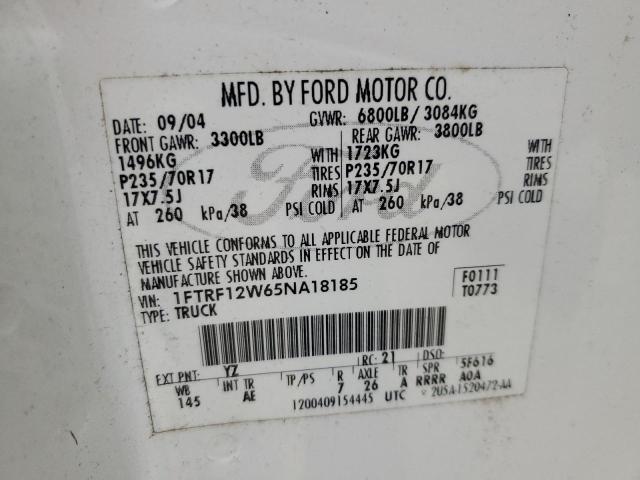 MFD. BY FORD MOTOR CO.
DATE: 09/04 GVWR: 6800LB/ 3084KG
FRONT GAWR: 3300LB REAR GAWR: 3800LB
1496KG WITH 1723KG WITH
P235/70R17 TIRES P235/70R17 TIRES
17X7.5J RIMS 17X7.5J RIMS
AT 260 kPa/38 PSI COLD AT 260 kPa/38 PSI COLD
Ford
THIS VEHICLE CONFORMS TO ALL APPLICABLE FEDERAL MOTOR
VEHICLE SAFETY STANDARDS IN EFFECT ON THE DATE OF
MANUFACTURE SHOWN ABOVE.
VIN: 1FTRF12W65NA18185 F0111
TYPE: TRUCK T0773
EXT PNT: YZ RC: 21 DSO:
WB INT TR TP/PS R AXLE TR SPR 5F616
145 AE 7 26 A RRRR AOA
1200409154445 UTC